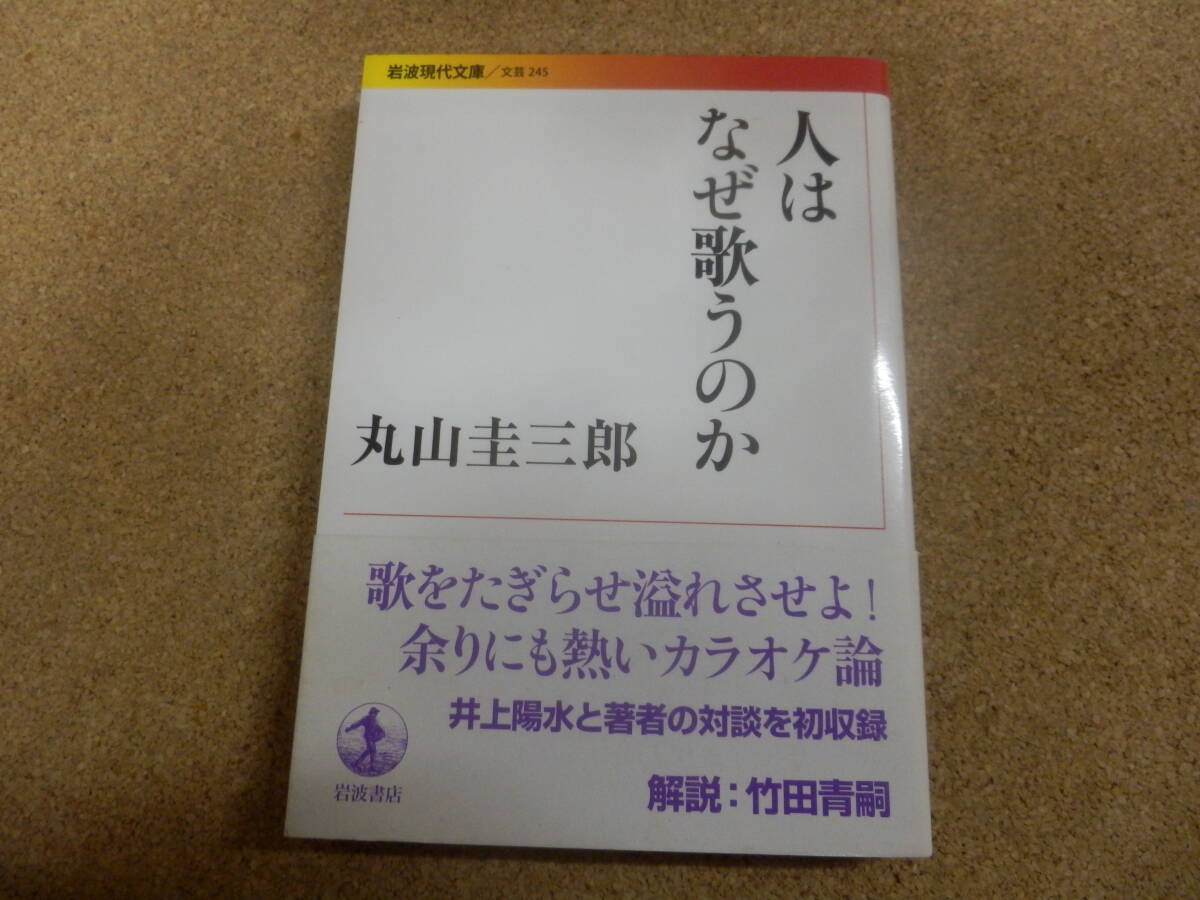 岩波現代文庫/文芸 245
人は
なぜ歌うのか
丸山圭三郎
歌をたぎらせ溢れさせよ!
余りにも熱いカラオケ論
井上陽水と著者の対談を初収録
解説:竹田青嗣
岩波書店